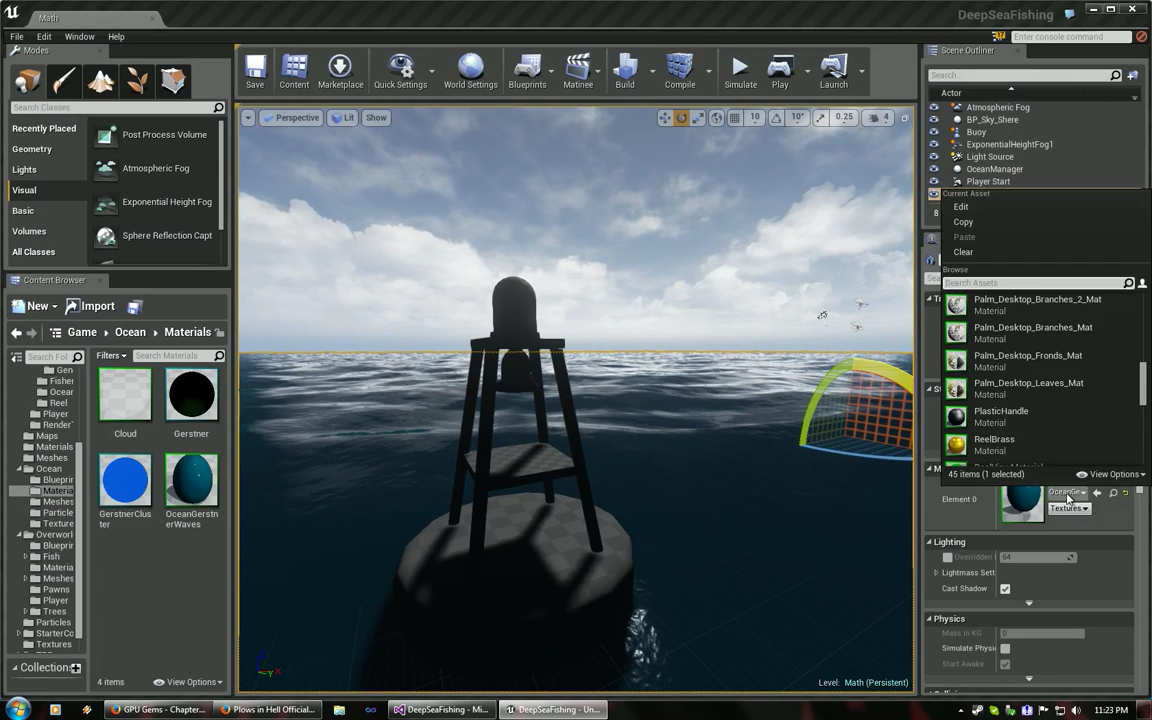 Math
DeepSeaFishing
File Edit Window Help
Enter console command
Modes
Search Classes
Recently Placed
Geometry
Lights
Visual
Basic
Volumes
All Classes
Post Process Volume
Atmospheric Fog
Exponential Height Fog
Sphere Reflection Capt
Save Content Marketplace Quick Settings World Settings Blueprints Matinee Build Compile Simulate Play Launch
Perspective Lit Show
10 10° 0.25 4
Content Browser
New Import
Game Ocean Materials
Search Fol
Filters Search Materials
Gen
Fisher
Ocear
Reel
Player
Render
Maps
Materials
Meshes
Ocean
Blueprir
Materia
Meshes
Particle
Texture
Overworl
Blueprir
Fish
Materia
Meshes
Pawns
Player
Trees
Particles
StarterCo
Textures
Collections
Cloud
Gerstner
GerstnerCluster
OceanGerstnerWaves
4 items View Options
Level: Math (Persistent)
Scene Outliner
Search...
Actor
Atmospheric Fog
BP_Sky_Shere
Buoy
ExponentialHeightFog1
Light Source
OceanManager
Player Start
8
Current Asset
Edit
Copy
Paste
Clear
Browse
Search Assets
Palm_Desktop_Branches_2_Mat
Material
Palm_Desktop_Branches_Mat
Material
Palm_Desktop_Fronds_Mat
Material
Palm_Desktop_Leaves_Mat
Material
PlasticHandle
Material
ReelBrass
Material
45 items (1 selected) View Options
Element 0
OceanGe
Textures
Lighting
Overridden 64
Lightmass Sett
Cast Shadow
Physics
Mass in KG 0
Simulate Physi
Start Awake
GPU Gems - Chapter...
Plows in Hell Official...
DeepSeaFishing - Mi...
DeepSeaFishing - Un...
11:23 PM